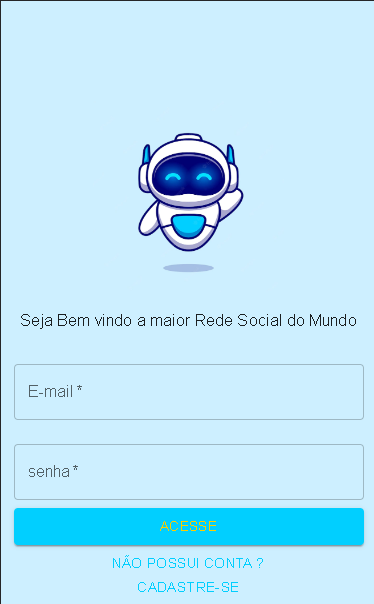 Seja Bem vindo a maior Rede Social do Mundo
E-mail *
senha *
ACESSE
NÃO POSSUI CONTA ?
CADASTRE-SE